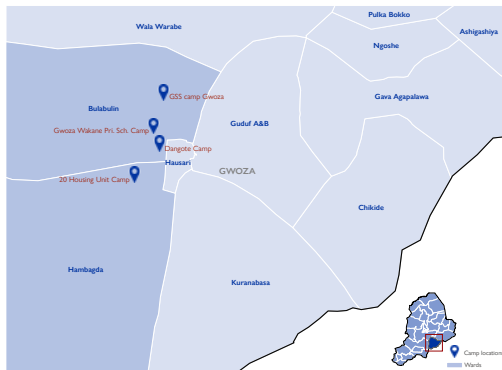 Pulka Bokko
Wala Warabe
Ashigashiya
Ngoshe
GSS camp Gwoza
Gava Agapalawa
Bulabulin
Guduf A&B
Gwoza Wakane Pri. Sch. Camp
Dangote Camp
Hausari
GWOZA
20 Housing Unit Camp
Chikide
Hambagda
Kuranabasa
Camp location
Wards